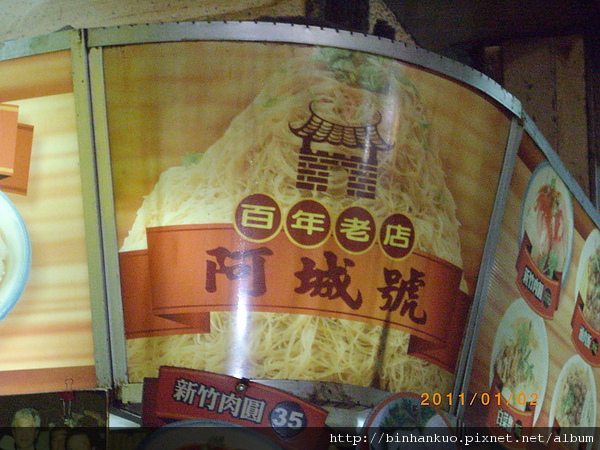 百年老店
阿城號
新竹肉圓 35
2011/01/02
http://binhankuo.pixnet.net/album